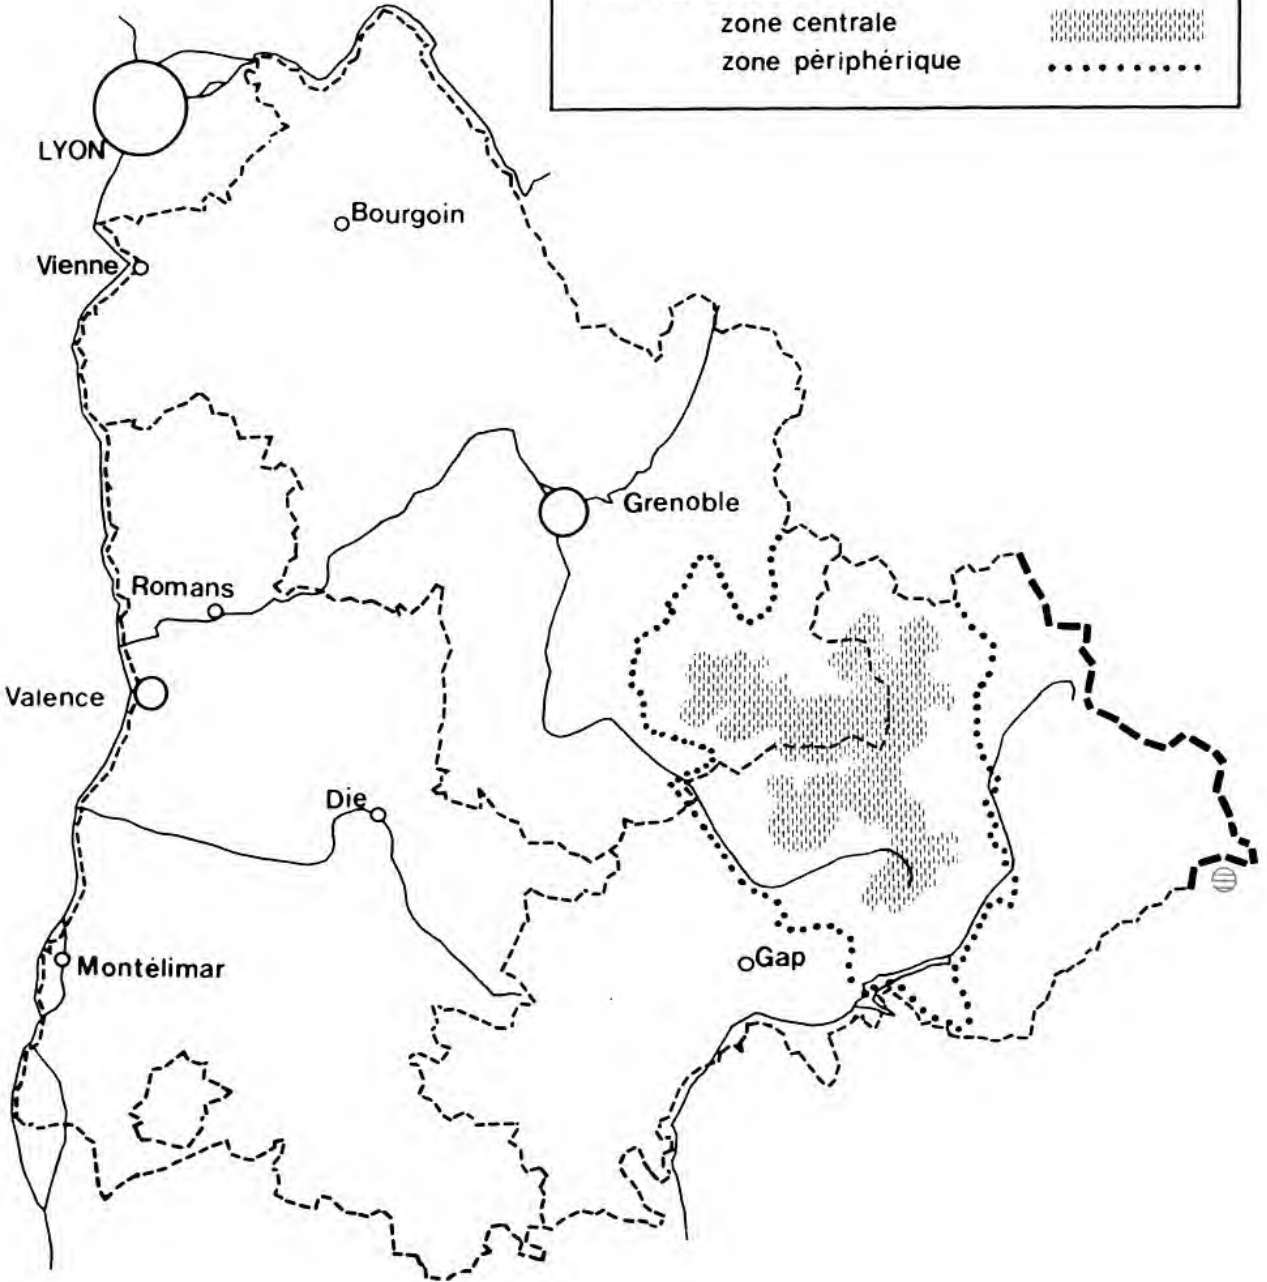 zone centrale
zone périphérique
LYON
Bourgoin
Vienne
Grenoble
Romans
Valence
Die
Gap
Montélimar